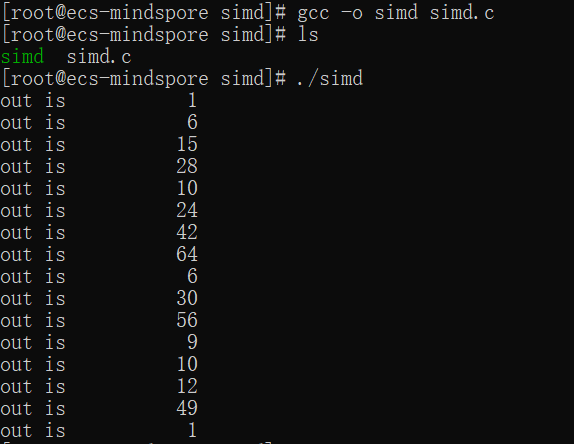 [root@ecs-mindspore simd]# gcc -o simd simd.c
[root@ecs-mindspore simd]# ls
simd  simd.c
[root@ecs-mindspore simd]# ./simd
out is           1
out is           6
out is          15
out is          28
out is          10
out is          24
out is          42
out is          64
out is           6
out is          30
out is          56
out is           9
out is          10
out is          12
out is          49
out is           1